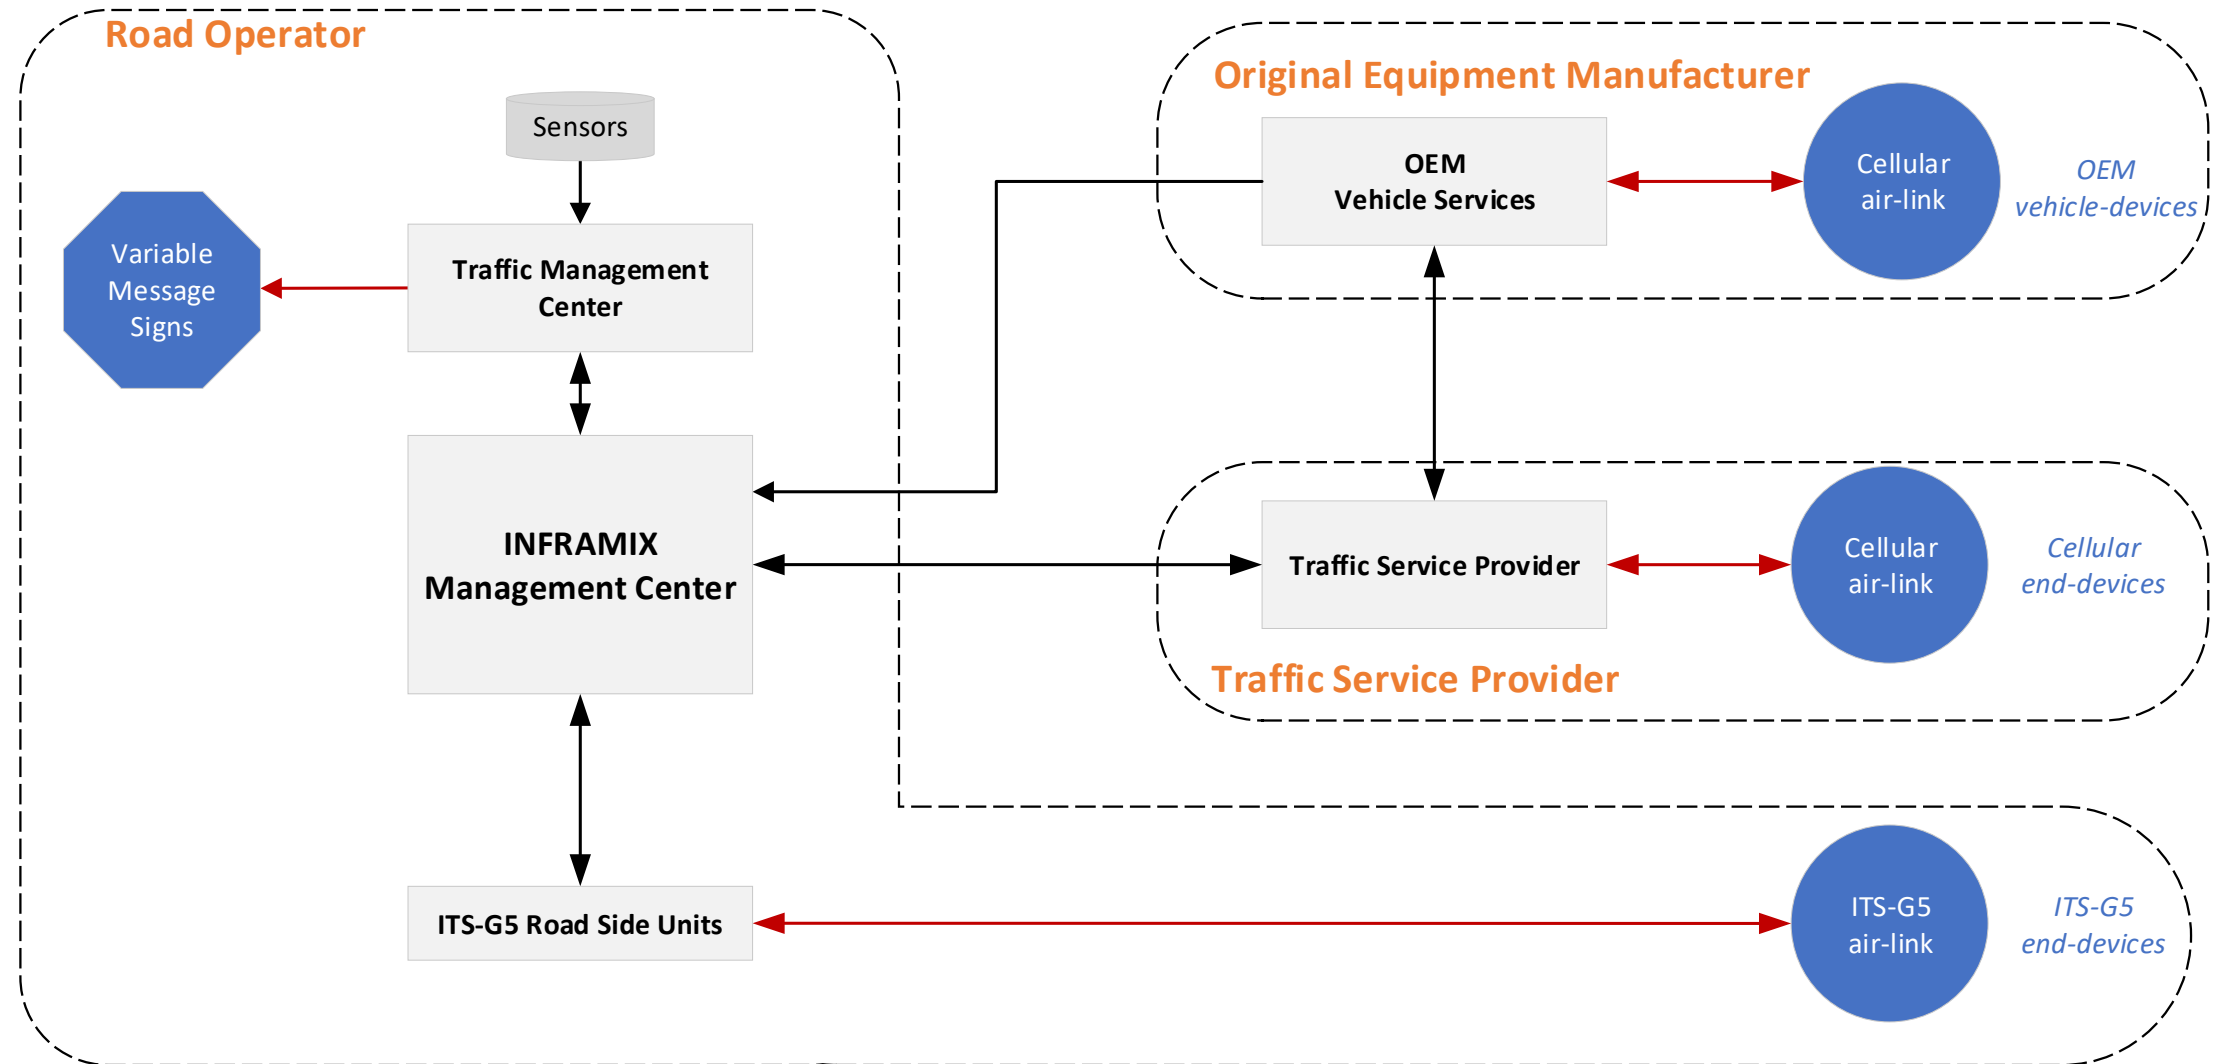 Road Operator
Sensors
Variable
Message
Signs
Traffic Management
Center
INFRAMIX
Management Center
ITS-G5 Road Side Units
Original Equipment Manufacturer
OEM
Vehicle Services
Cellular
air-link
OEM
vehicle-devices
Traffic Service Provider
Cellular
air-link
Cellular
end-devices
Traffic Service Provider
ITS-G5
air-link
ITS-G5
end-devices